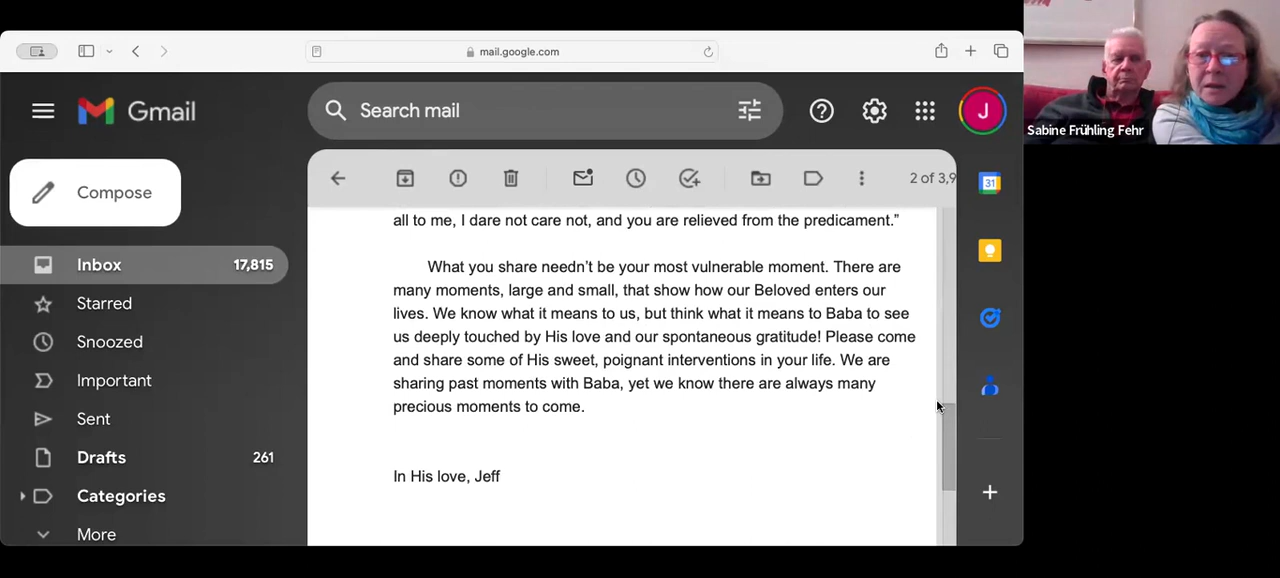 mail.google.com
Gmail
Search mail
J
Compose
2 of 3,9
31
Inbox 17,815
Starred
Snoozed
Important
Sent
Drafts 261
Categories
More
all to me, I dare not care not, and you are relieved from the predicament.”
What you share needn’t be your most vulnerable moment. There are
many moments, large and small, that show how our Beloved enters our
lives. We know what it means to us, but think what it means to Baba to see
us deeply touched by His love and our spontaneous gratitude! Please come
and share some of His sweet, poignant interventions in your life. We are
sharing past moments with Baba, yet we know there are always many
precious moments to come.
In His love, Jeff
Sabine Frühling Fehr